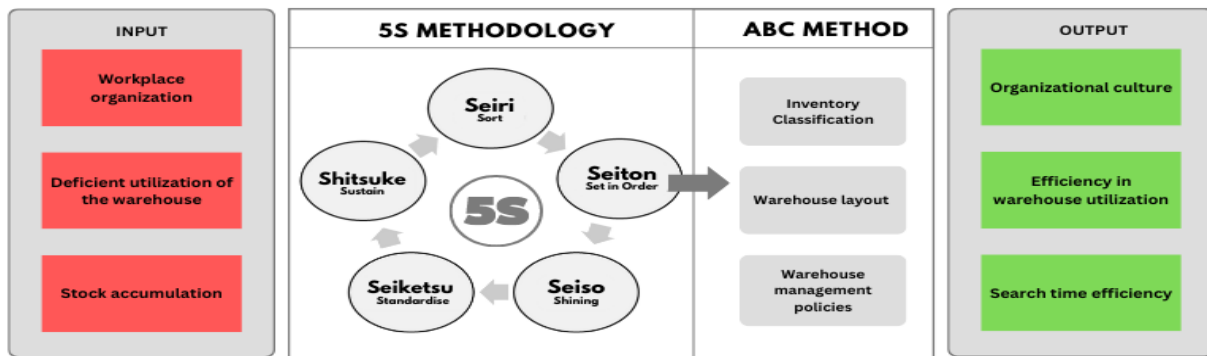 INPUT
Workplace
organization
Deficient utilization of
the warehouse
Stock accumulation
5S METHODOLOGY
Seiri
Sort
Seiton
Set in Order
Seiso
Shining
Seiketsu
Standardise
Shitsuke
Sustain
5S
ABC METHOD
Inventory
Classification
Warehouse layout
Warehouse
management
policies
OUTPUT
Organizational culture
Efficiency in
warehouse utilization
Search time efficiency